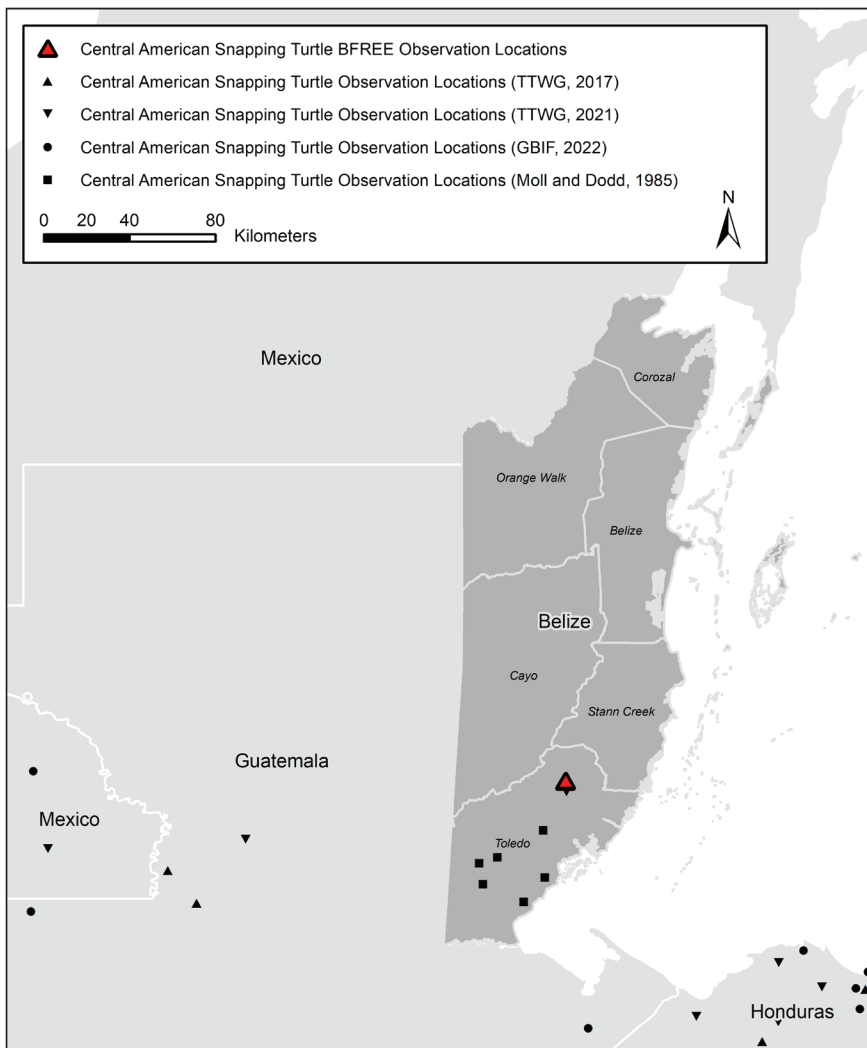 Central American Snapping Turtle BFREE Observation Locations
Central American Snapping Turtle Observation Locations (TTWG, 2017)
Central American Snapping Turtle Observation Locations (TTWG, 2021)
Central American Snapping Turtle Observation Locations (GBIF, 2022)
Central American Snapping Turtle Observation Locations (Moll and Dodd, 1985)
N
0 20 40 80
Kilometers
Mexico
Corozal
Orange Walk
Belize
Belize
Cayo
Stann Creek
Guatemala
Mexico
Toledo
Honduras